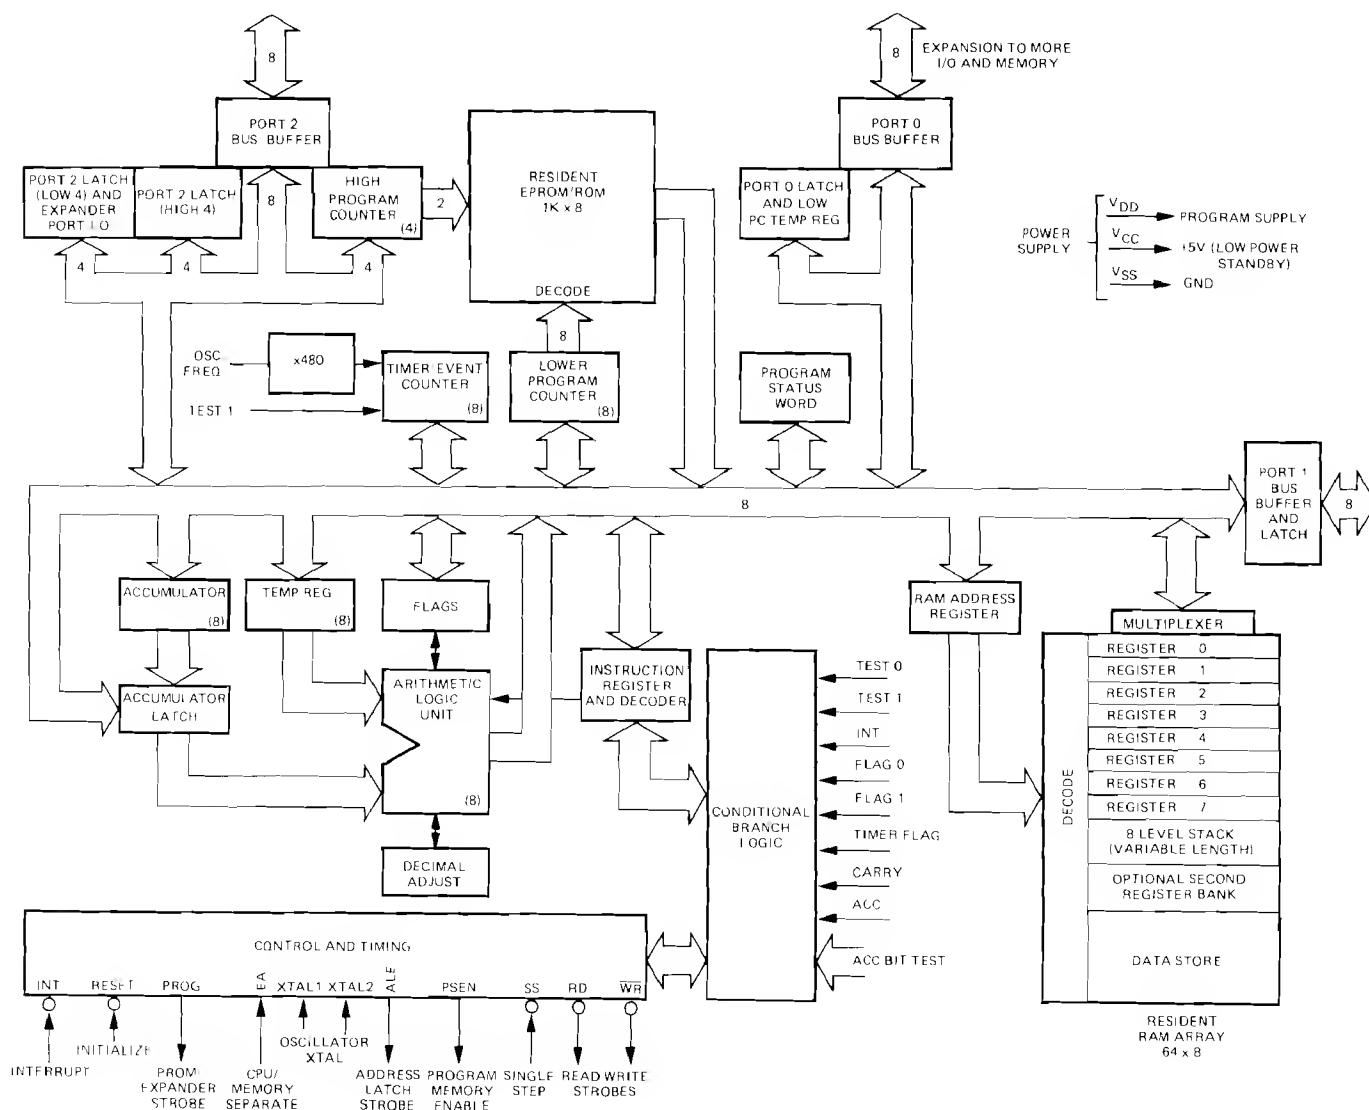 8
8
EXPANSION TO MORE
I/O AND MEMORY
PORT 2
BUS BUFFER
PORT 0
BUS BUFFER
PORT 2 LATCH
(LOW 4) AND
EXPANDER
PORT I/O
PORT 2 LATCH
(HIGH 4)
8
HIGH
PROGRAM
COUNTER
(4)
2
RESIDENT
EPROM/ROM
1K x 8
DECODE
PORT 0 LATCH
AND LOW
PC TEMP REG
POWER
SUPPLY
VDD
PROGRAM SUPPLY
VCC
+5V (LOW POWER
STANDBY)
VSS
GND
4
4
4
8
OSC
FREQ
x480
TIMER/EVENT
COUNTER
(8)
TEST 1
LOWER
PROGRAM
COUNTER
(8)
PROGRAM
STATUS
WORD
8
PORT 1
BUS
BUFFER
AND
LATCH
8
ACCUMULATOR
(8)
TEMP REG
(8)
FLAGS
RAM ADDRESS
REGISTER
MULTIPLEXER
ACCUMULATOR
LATCH
ARITHMETIC
LOGIC
UNIT
(8)
INSTRUCTION
REGISTER
AND DECODER
CONDITIONAL
BRANCH
LOGIC
TEST 0
TEST 1
INT
FLAG 0
FLAG 1
TIMER FLAG
CARRY
ACC
ACC BIT TEST
DECIMAL
ADJUST
DECODE
REGISTER 0
REGISTER 1
REGISTER 2
REGISTER 3
REGISTER 4
REGISTER 5
REGISTER 6
REGISTER 7
8 LEVEL STACK
(VARIABLE LENGTH)
OPTIONAL SECOND
REGISTER BANK
DATA STORE
RESIDENT
RAM ARRAY
64 x 8
CONTROL AND TIMING
INT
RESET
PROG
EA
XTAL1
XTAL2
ALE
PSEN
SS
RD
WR
INTERRUPT
INITIALIZE
PROM/
EXPANDER
STROBE
CPU/
MEMORY
SEPARATE
OSCILLATOR
XTAL
ADDRESS
LATCH
STROBE
PROGRAM
MEMORY
ENABLE
SINGLE
STEP
READ WRITE
STROBES